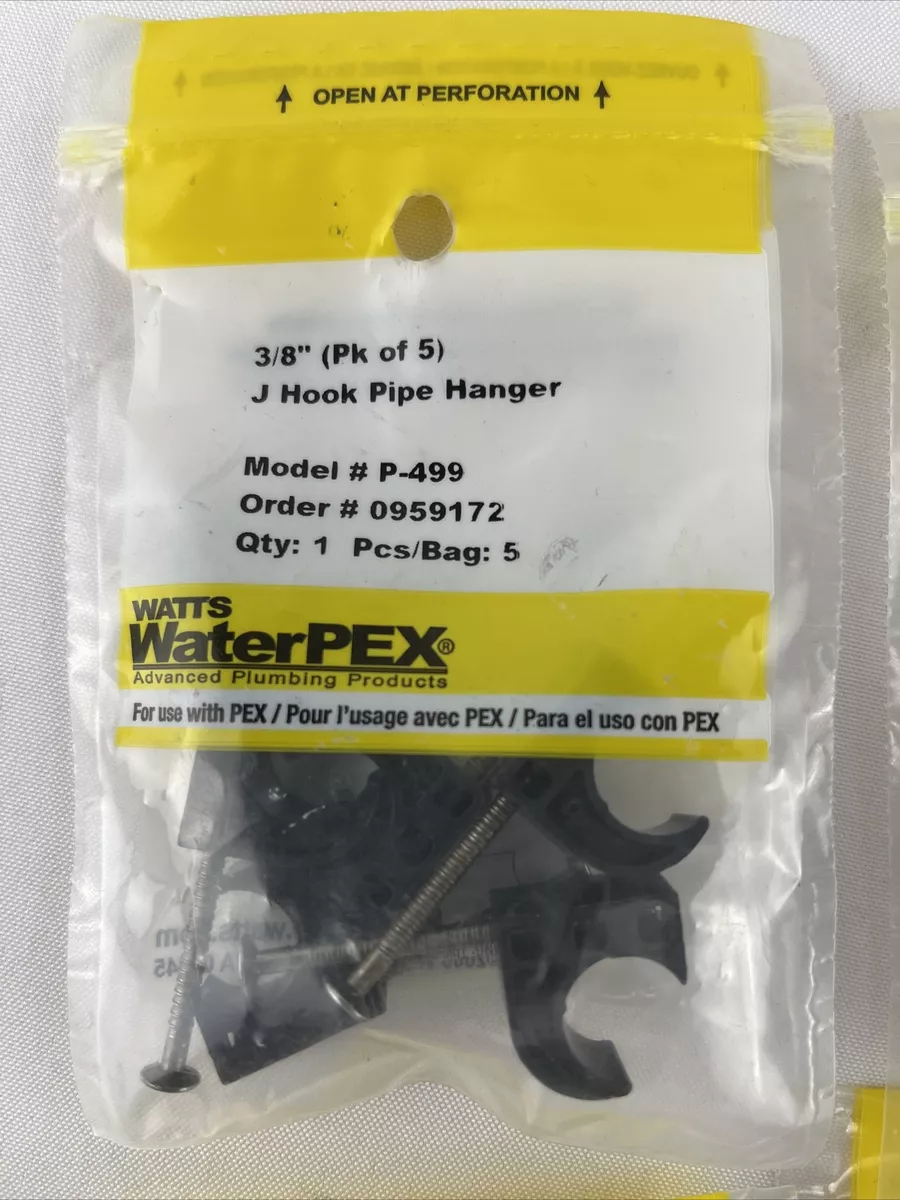 OPEN AT PERFORATION
3/8" (Pk of 5)
J Hook Pipe Hanger
Model # P-499
Order # 0959172
Qty: 1 Pcs/Bag: 5
WATTS
WaterPEX®
Advanced Plumbing Products
For use with PEX / Pour l'usage avec PEX / Para el uso con PEX